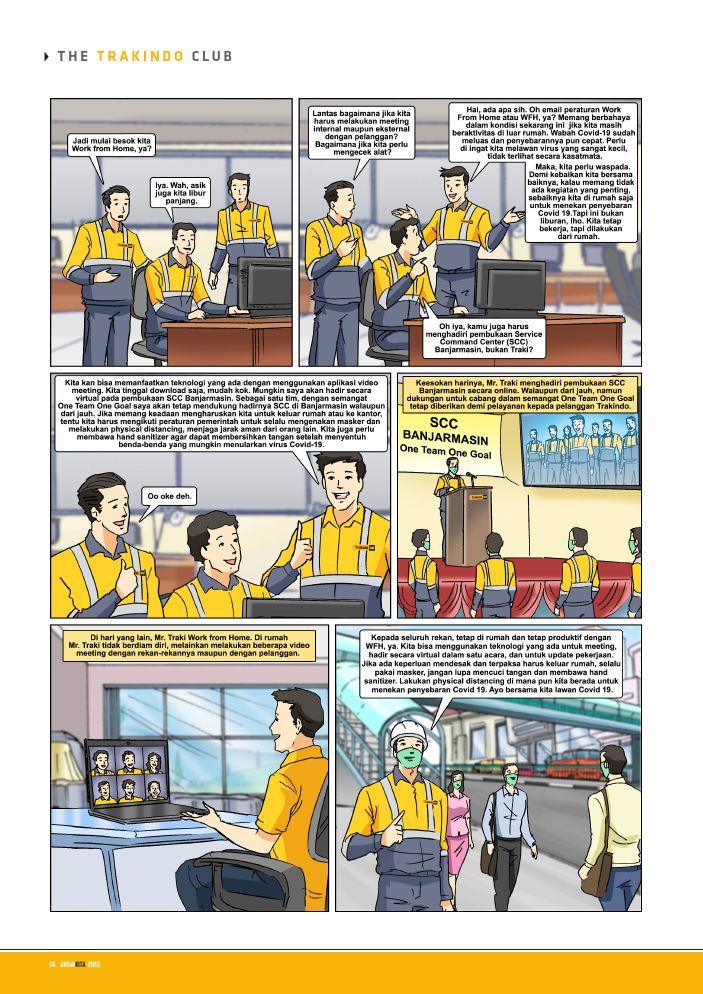 THE TRAKINDO CLUB
Jadi mulai besok kita
Work from Home, ya?
Iya. Wah, asik
juga kita libur
panjang.
Lantas bagaimana jika kita
harus melakukan meeting
internal maupun eksternal
dengan pelanggan?
Bagaimana jika kita perlu
mengecek alat?
Hai, ada apa sih. Oh email peraturan Work
From Home atau WFH, ya? Memang berbahaya
dalam kondisi sekarang ini  jika kita masih
beraktivitas di luar rumah. Wabah Covid-19 sudah
meluas dan penyebarannya pun cepat. Perlu
di ingat kita melawan virus yang sangat kecil,
tidak terlihat secara kasatmata.
Maka, kita perlu waspada.
Demi kebaikan kita bersama
baiknya, kalau memang tidak
ada kegiatan yang penting,
sebaiknya kita di rumah saja
untuk menekan penyebaran
Covid 19.Tapi ini bukan
liburan, lho. Kita tetap
bekerja, tapi dilakukan
dari rumah.
Oh iya, kamu juga harus
menghadiri pembukaan Service
Command Center (SCC)
Banjarmasin, bukan Traki?
Kita kan bisa memanfaatkan teknologi yang ada dengan menggunakan aplikasi video
meeting. Kita tinggal download saja, mudah kok. Mungkin saya akan hadir secara
virtual pada pembukaan SCC Banjarmasin. Sebagai satu tim, dengan semangat
One Team One Goal saya akan tetap mendukung hadirnya SCC di Banjarmasin walaupun
dari jauh. Jika memang keadaan mengharuskan kita untuk keluar rumah atau ke kantor,
tentu kita harus mengikuti peraturan pemerintah untuk selalu mengenakan masker dan
melakukan physical distancing, menjaga jarak aman dari orang lain. Kita juga perlu
membawa hand sanitizer agar dapat membersihkan tangan setelah menyentuh
benda-benda yang mungkin menularkan virus Covid-19.
Oo oke deh.
Keesokan harinya, Mr. Traki menghadiri pembukaan SCC
Banjarmasin secara online. Walaupun dari jauh, namun
dukungan untuk cabang dalam semangat One Team One Goal
tetap diberikan demi pelayanan kepada pelanggan Trakindo.
SCC
BANJARMASIN
One Team One Goal
Di hari yang lain, Mr. Traki Work from Home. Di rumah
Mr. Traki tidak berdiam diri, melainkan melakukan beberapa video
meeting dengan rekan-rekannya maupun dengan pelanggan.
Kepada seluruh rekan, tetap di rumah dan tetap produktif dengan
WFH, ya. Kita bisa menggunakan teknologi yang ada untuk meeting,
hadir secara virtual dalam satu acara, dan untuk update pekerjaan.
Jika ada keperluan mendesak dan terpaksa harus keluar rumah, selalu
pakai masker, jangan lupa mencuci tangan dan membawa hand
sanitizer. Lakukan physical distancing di mana pun kita berada untuk
menekan penyebaran Covid 19. Ayo bersama kita lawan Covid 19.
56 ANTARKITA 2020